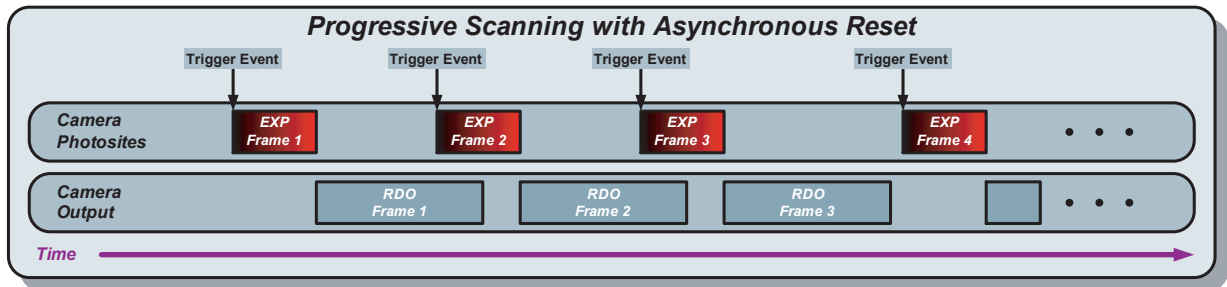 Progressive Scanning with Asynchronous Reset
Trigger Event Trigger Event Trigger Event Trigger Event
Camera
Photosites
EXP
Frame 1
EXP
Frame 2
EXP
Frame 3
EXP
Frame 4
• • •
Camera
Output
RDO
Frame 1
RDO
Frame 2
RDO
Frame 3
• • •
Time